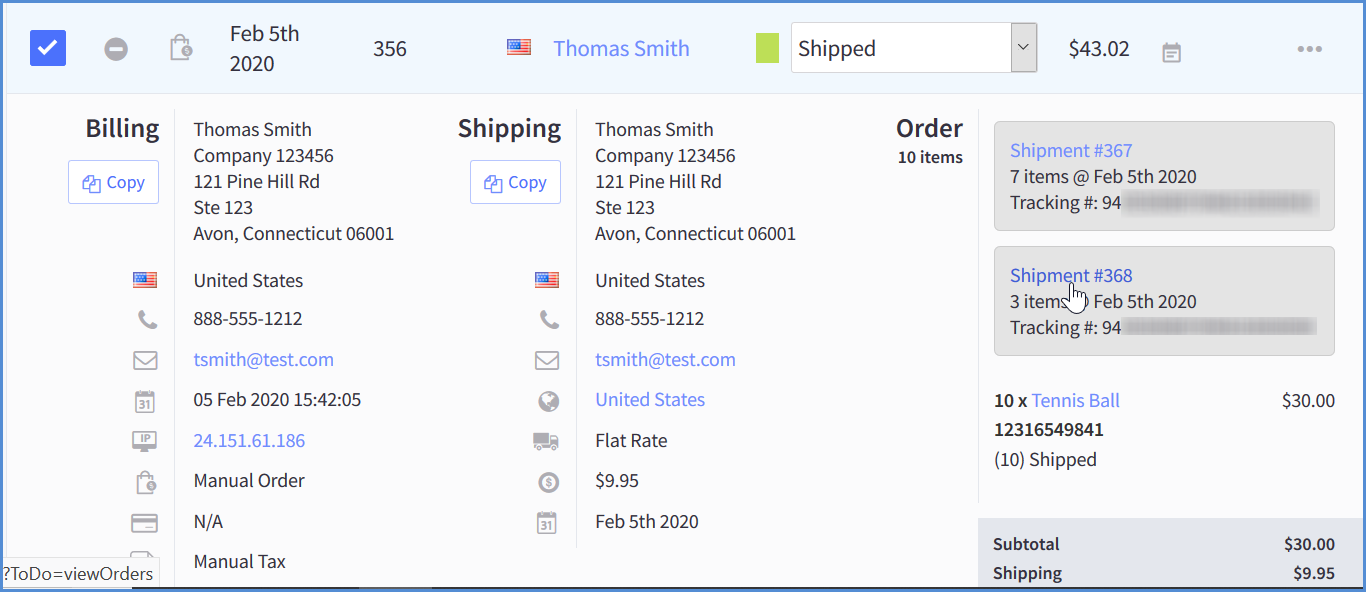 Feb 5th
2020
356
Thomas Smith
Shipped
$43.02
Billing
Copy
Thomas Smith
Company 123456
121 Pine Hill Rd
Ste 123
Avon, Connecticut 06001
United States
888-555-1212
tsmith@test.com
31
05 Feb 2020 15:42:05
IP
24.151.61.186
Manual Order
N/A
Manual Tax
Shipping
Copy
Thomas Smith
Company 123456
121 Pine Hill Rd
Ste 123
Avon, Connecticut 06001
United States
888-555-1212
tsmith@test.com
United States
Flat Rate
$9.95
31
Feb 5th 2020
Order
10 items
Shipment #367
7 items @ Feb 5th 2020
Tracking #: 94
Shipment #368
3 items Feb 5th 2020
Tracking #: 94
10 x Tennis Ball $30.00
12316549841
(10) Shipped
Subtotal $30.00
Shipping $9.95
?ToDo=viewOrders